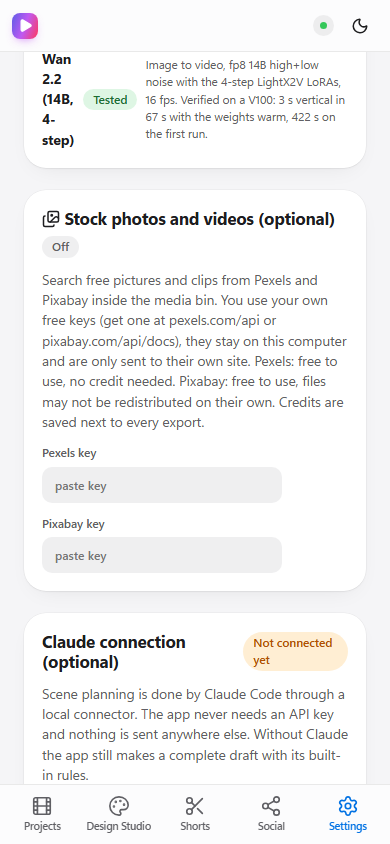 Wan
2.2
(14B,
4-
step)
Tested
Image to video, fp8 14B high+low
noise with the 4-step LightX2V LoRAs,
16 fps. Verified on a V100: 3 s vertical in
67 s with the weights warm, 422 s on
the first run.
Stock photos and videos (optional)
Off
Search free pictures and clips from Pexels and
Pixabay inside the media bin. You use your own
free keys (get one at pexels.com/api or
pixabay.com/api/docs), they stay on this computer
and are only sent to their own site. Pexels: free to
use, no credit needed. Pixabay: free to use, files
may not be redistributed on their own. Credits are
saved next to every export.
Pexels key
paste key
Pixabay key
paste key
Claude connection
(optional)
Not connected
yet
Scene planning is done by Claude Code through a
local connector. The app never needs an API key
and nothing is sent anywhere else. Without Claude
the app still makes a complete draft with its built-
in rules.
Projects
Design Studio
Shorts
Social
Settings